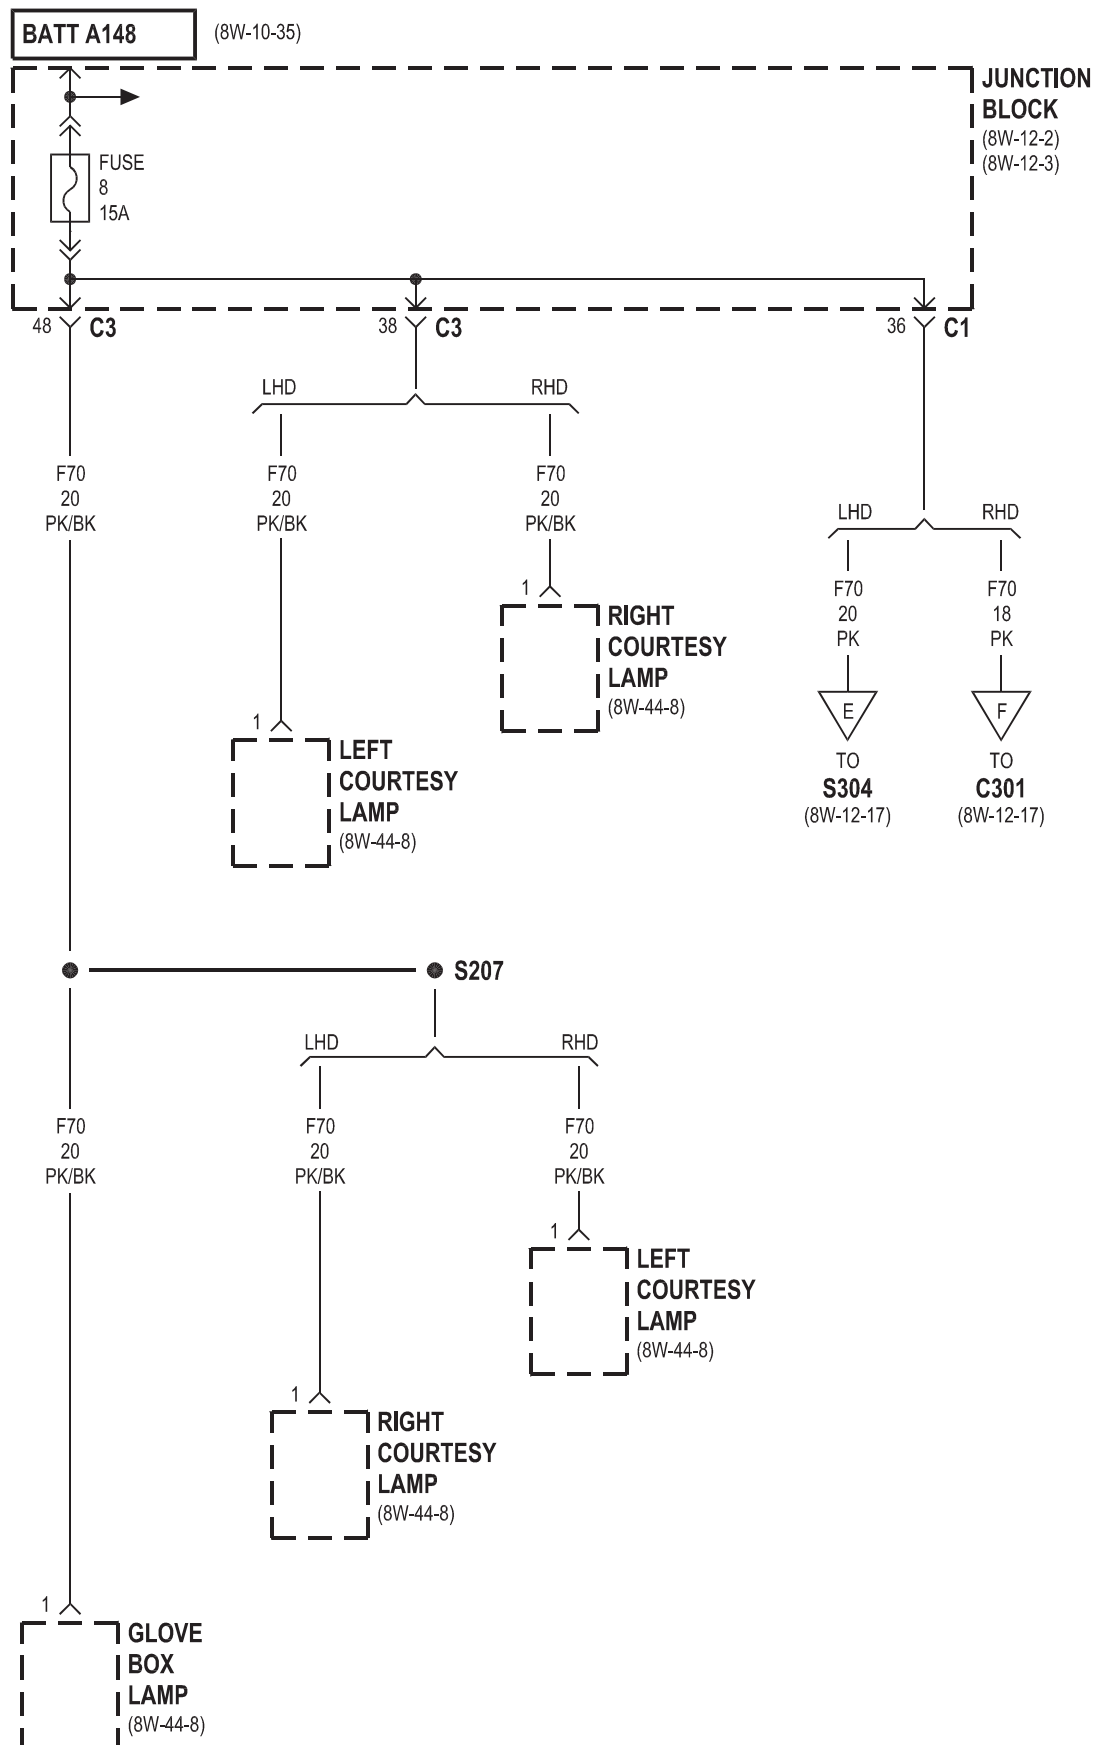 BATT A148
(8W-10-35)
JUNCTION
BLOCK
(8W-12-2)
(8W-12-3)
FUSE
8
15A
48
C3
38
C3
36
C1
LHD
RHD
F70
20
PK/BK
F70
20
PK/BK
F70
20
PK/BK
LHD
RHD
F70
20
PK
F70
18
PK
1
RIGHT
COURTESY
LAMP
(8W-44-8)
E
F
TO
S304
(8W-12-17)
TO
C301
(8W-12-17)
1
LEFT
COURTESY
LAMP
(8W-44-8)
S207
LHD
RHD
F70
20
PK/BK
F70
20
PK/BK
F70
20
PK/BK
1
LEFT
COURTESY
LAMP
(8W-44-8)
1
RIGHT
COURTESY
LAMP
(8W-44-8)
1
GLOVE
BOX
LAMP
(8W-44-8)